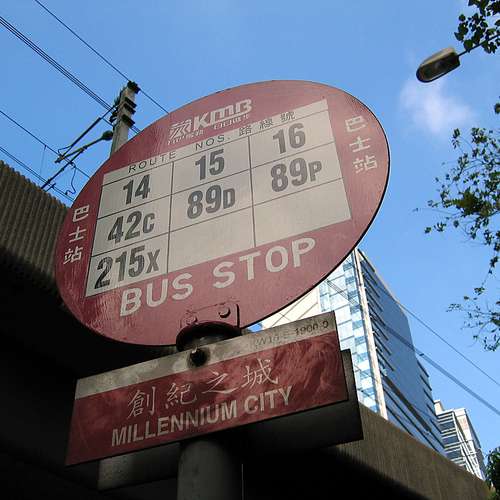 KMB
ROUTE NOS. 路線號
14 15 16
42C 89D 89P
215X
巴士站
巴士站
BUS STOP
創紀之城
MILLENNIUM CITY